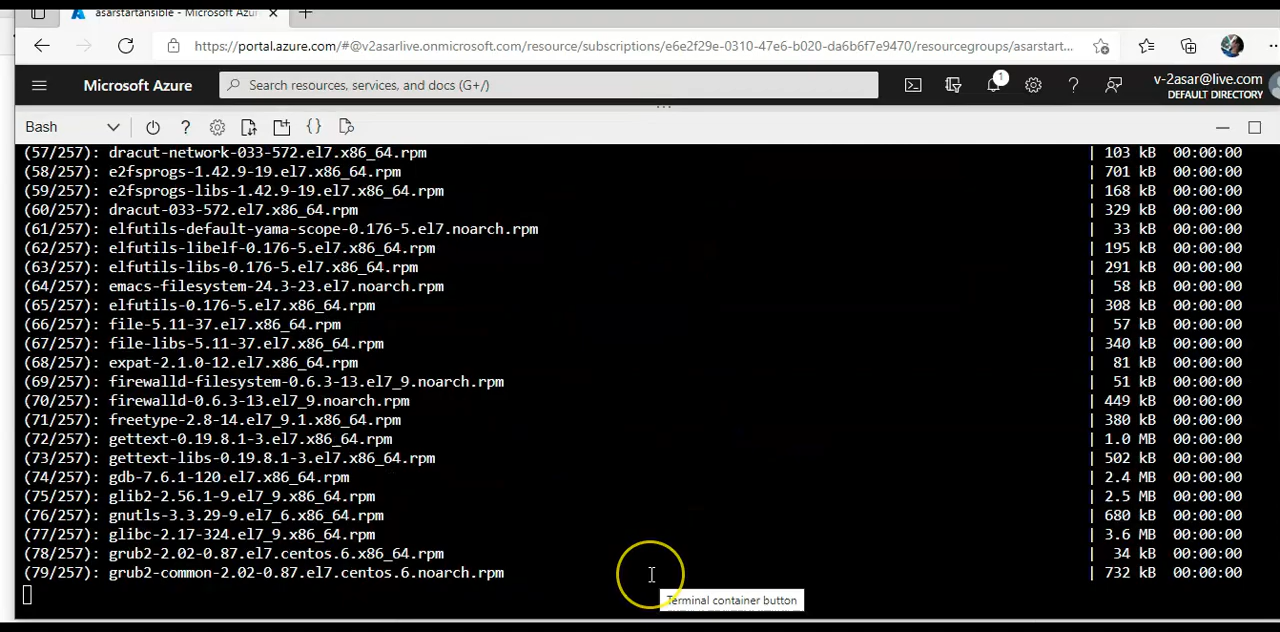 asarstartansible - Microsoft Azure
https://portal.azure.com/#@v2asarlive.onmicrosoft.com/resource/subscriptions/e6e2f29e-0310-47e6-b020-da6b6f7e9470/resourcegroups/asarstart...
Microsoft Azure
Search resources, services, and docs (G+/)
1
v-2asar@live.com
DEFAULT DIRECTORY
Bash
(57/257): dracut-network-033-572.el7.x86_64.rpm | 103 kB 00:00:00
(58/257): e2fsprogs-1.42.9-19.el7.x86_64.rpm | 701 kB 00:00:00
(59/257): e2fsprogs-libs-1.42.9-19.el7.x86_64.rpm | 168 kB 00:00:00
(60/257): dracut-033-572.el7.x86_64.rpm | 329 kB 00:00:00
(61/257): elfutils-default-yama-scope-0.176-5.el7.noarch.rpm | 33 kB 00:00:00
(62/257): elfutils-libelf-0.176-5.el7.x86_64.rpm | 195 kB 00:00:00
(63/257): elfutils-libs-0.176-5.el7.x86_64.rpm | 291 kB 00:00:00
(64/257): emacs-filesystem-24.3-23.el7.noarch.rpm | 58 kB 00:00:00
(65/257): elfutils-0.176-5.el7.x86_64.rpm | 308 kB 00:00:00
(66/257): file-5.11-37.el7.x86_64.rpm | 57 kB 00:00:00
(67/257): file-libs-5.11-37.el7.x86_64.rpm | 340 kB 00:00:00
(68/257): expat-2.1.0-12.el7.x86_64.rpm | 81 kB 00:00:00
(69/257): firewalld-filesystem-0.6.3-13.el7_9.noarch.rpm | 51 kB 00:00:00
(70/257): firewalld-0.6.3-13.el7_9.noarch.rpm | 449 kB 00:00:00
(71/257): freetype-2.8-14.el7_9.1.x86_64.rpm | 380 kB 00:00:00
(72/257): gettext-0.19.8.1-3.el7.x86_64.rpm | 1.0 MB 00:00:00
(73/257): gettext-libs-0.19.8.1-3.el7.x86_64.rpm | 502 kB 00:00:00
(74/257): gdb-7.6.1-120.el7.x86_64.rpm | 2.4 MB 00:00:00
(75/257): glib2-2.56.1-9.el7_9.x86_64.rpm | 2.5 MB 00:00:00
(76/257): gnutls-3.3.29-9.el7_6.x86_64.rpm | 680 kB 00:00:00
(77/257): glibc-2.17-324.el7_9.x86_64.rpm | 3.6 MB 00:00:00
(78/257): grub2-2.02-0.87.el7.centos.6.x86_64.rpm | 34 kB 00:00:00
(79/257): grub2-common-2.02-0.87.el7.centos.6.noarch.rpm | 732 kB 00:00:00
Terminal container button